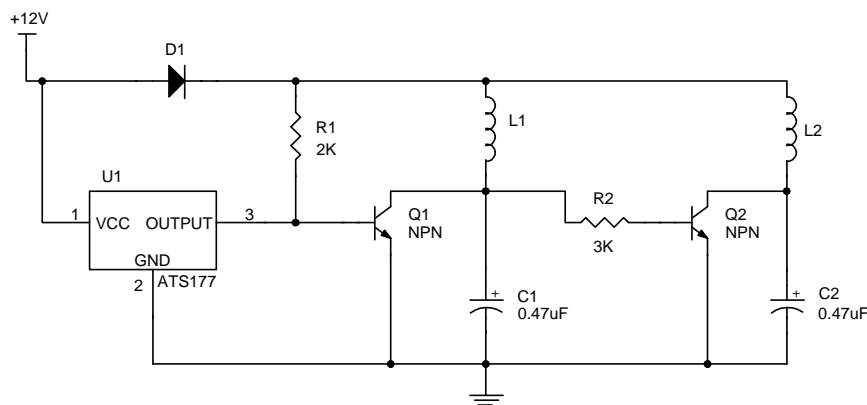 +12V
D1
R1
2K
L1
L2
U1
1
VCC
OUTPUT
3
GND
2
ATS177
Q1
NPN
R2
3K
Q2
NPN
+
C1
0.47uF
+
C2
0.47uF